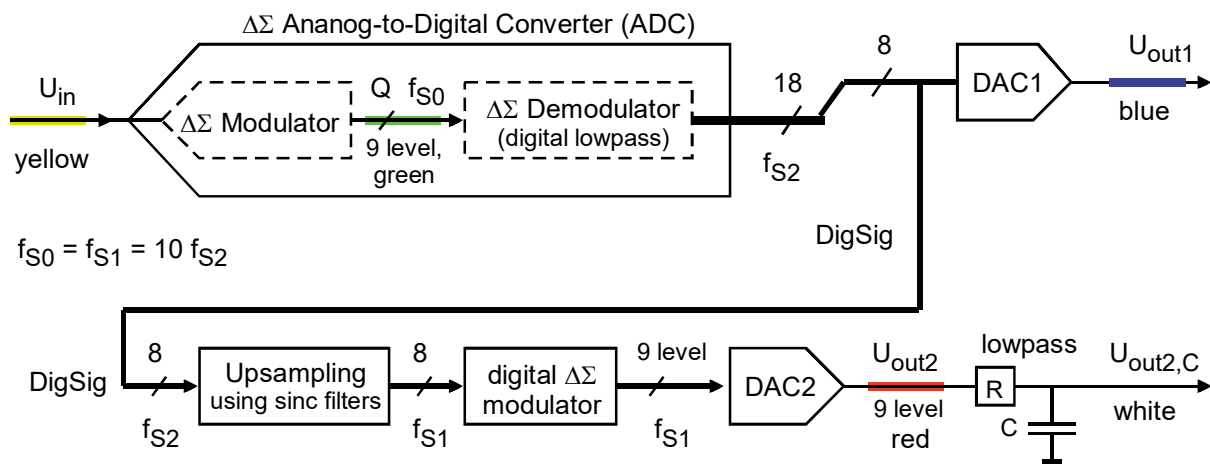 ΔΣ Ananog-to-Digital Converter (ADC)
U_in
yellow
ΔΣ Modulator
Q f_S0
9 level,
green
ΔΣ Demodulator
(digital lowpass)
18
f_S2
8
DAC1
U_out1
blue
DigSig
f_S0 = f_S1 = 10 f_S2
DigSig
8
f_S2
Upsampling
using sinc filters
8
f_S1
digital ΔΣ
modulator
9 level
f_S1
DAC2
U_out2
9 level
red
lowpass
R
C
U_out2,C
white